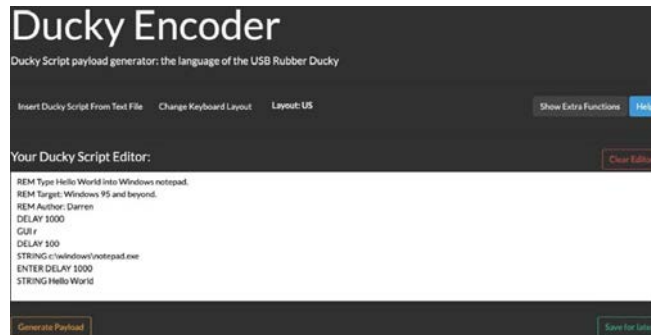 Ducky Encoder
Ducky Script payload generator: the language of the USB Rubber Ducky
Insert Ducky Script From Text File Change Keyboard Layout Layout: US Show Extra Functions Help
Your Ducky Script Editor: Clear Editor
REM Type Hello World into Windows notepad.
REM Target: Windows 95 and beyond.
REM Author: Darren
DELAY 1000
GUI r
DELAY 100
STRING c:\windows\notepad.exe
ENTER DELAY 1000
STRING Hello World
Generate Payload Save for later